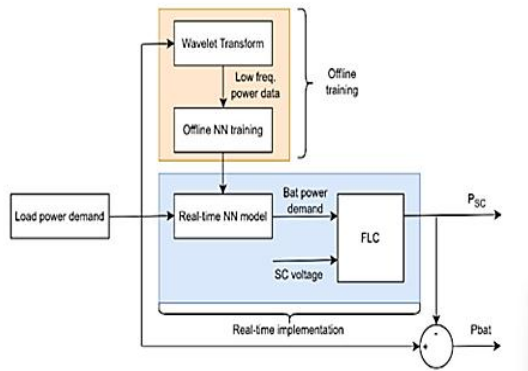 Wavelet Transform
Low freq.
power data
Offline NN training
Offline
training
Load power demand
Real-time NN model
Bat power
demand
FLC
SC voltage
PSC
Real-time implementation
-
+
Pbat